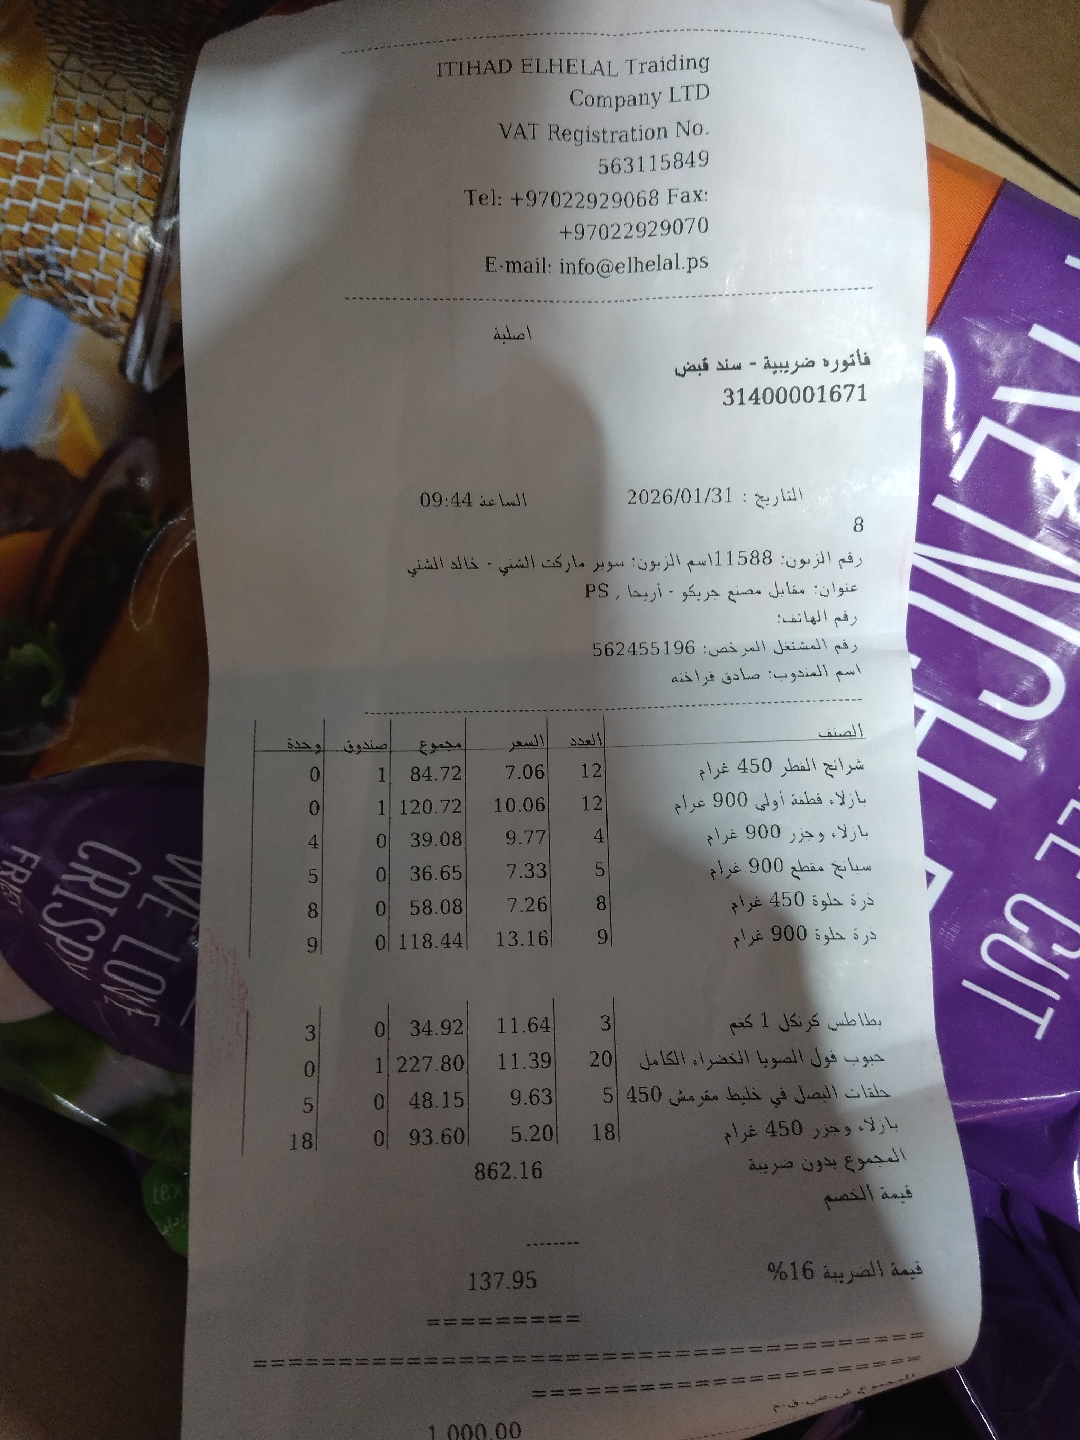 ITIHAD ELHELAL Traiding
Company LTD
VAT Registration No.
563115849
Tel: +97022929068 Fax:
+97022929070
E-mail: info@elhelal.ps
اصلية
فاتوره ضريبية - سند قبض
31400001671
التاريخ : 2026/01/31 الساعة 09:44
8
رقم الزبون: 11588اسم الزبون: سوبر ماركت الشني - خالد الشني
عنوان: مقابل مصنع جريكو - أريحا , PS
رقم الهاتف:
رقم المشتغل المرخص: 562455196
اسم المندوب: صادق فراخنه
الصنف العدد السعر مجموع صندوق وحدة
شرائح الفطر 450 غرام 12 7.06 84.72 1 0
بازلاء قطفة أولى 900 غرام 12 10.06 120.72 1 0
بازلاء وجزر 900 غرام 4 9.77 39.08 0 4
سبانخ مقطع 900 غرام 5 7.33 36.65 0 5
ذرة حلوة 450 غرام 8 7.26 58.08 0 8
ذرة حلوة 900 غرام 9 13.16 118.44 0 9
بطاطس كرنكل 1 كغم 3 11.64 34.92 0 3
حبوب فول الصويا الخضراء الكامل 20 11.39 227.80 1 0
حلقات البصل في خليط مقرمش 450 5 9.63 48.15 0 5
بازلاء وجزر 450 غرام 18 5.20 93.60 0 18
المجموع بدون ضريبة 862.16
قيمة الخصم
قيمة الضريبة 16% 137.95
المجموع ش.ض.ق.م
1,000.00
WE LOVE
CRISPY
CUT